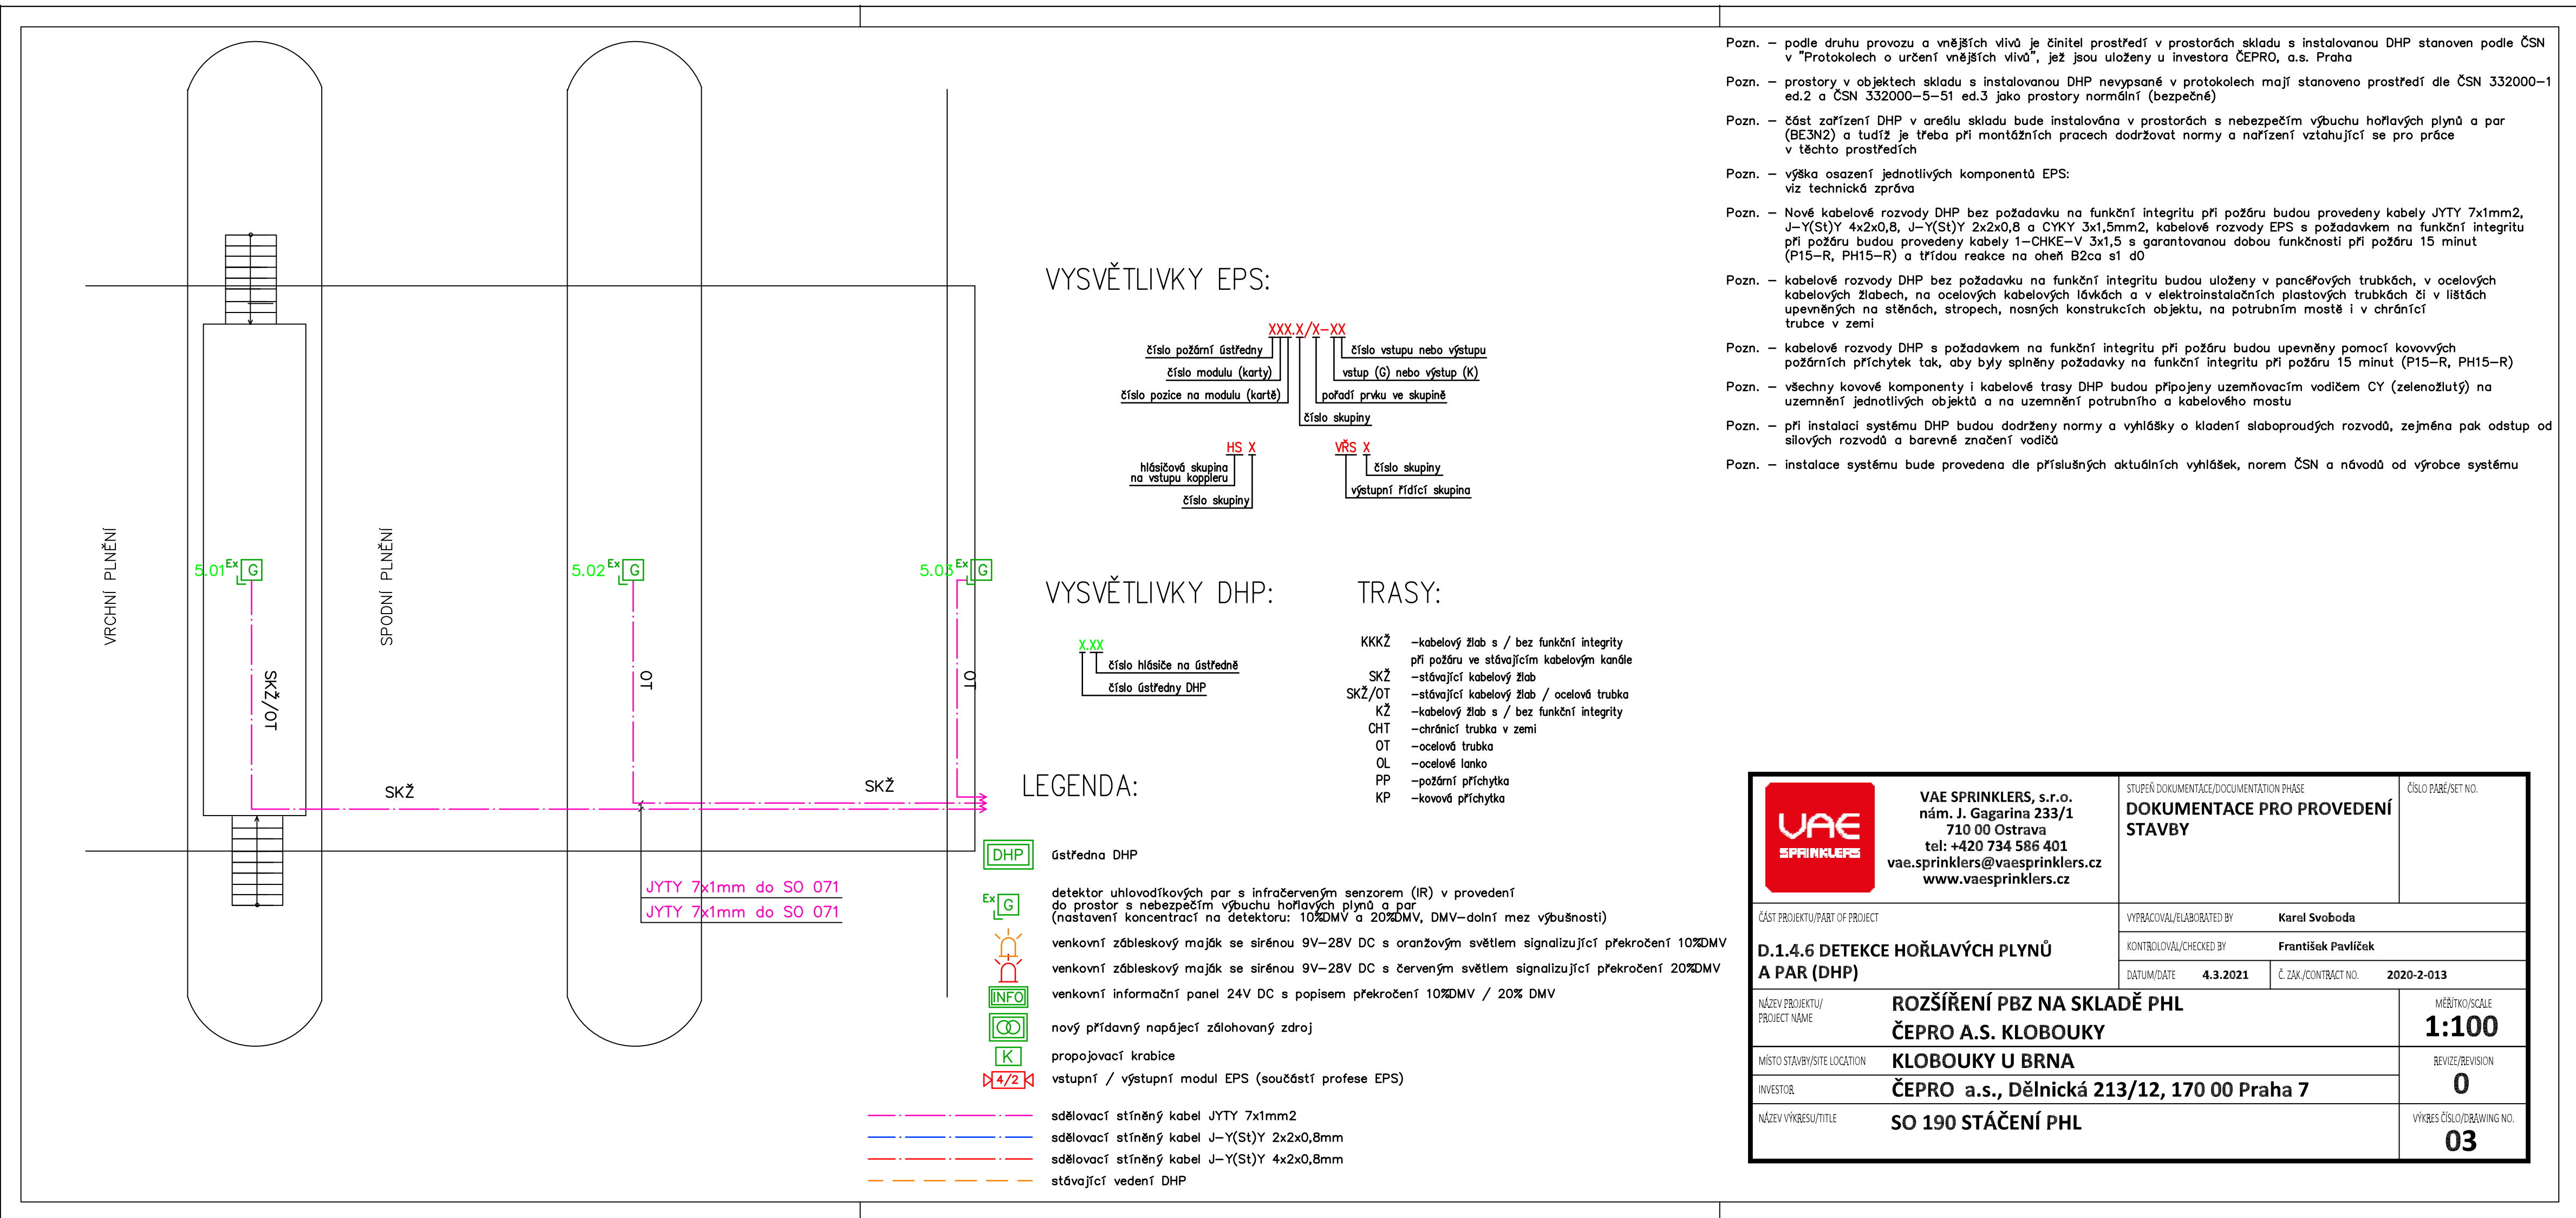 VRCHNÍ PLNĚNÍ
SPODNÍ PLNĚNÍ
5.01 Ex G
5.02 Ex G
5.03 Ex G
SKŽ/OT
OT
OT
SKŽ
SKŽ
JYTY 7x1mm do SO 071
JYTY 7x1mm do SO 071
VYSVĚTLIVKY EPS:
XXX.X/X-XX
číslo požární ústředny
číslo vstupu nebo výstupu
číslo modulu (karty)
vstup (G) nebo výstup (K)
číslo pozice na modulu (kartě)
pořadí prvku ve skupině
číslo skupiny
HS X
hlásičová skupina
na vstupu koppleru
číslo skupiny
VŘS X
číslo skupiny
výstupní řídící skupina
VYSVĚTLIVKY DHP:
X.XX
číslo hlásiče na ústředně
číslo ústředny DHP
TRASY:
KKKŽ -kabelový žlab s / bez funkční integrity
při požáru ve stávajícím kabelovým kanále
SKŽ -stávající kabelový žlab
SKŽ/OT -stávající kabelový žlab / ocelová trubka
KŽ -kabelový žlab s / bez funkční integrity
CHT -chránicí trubka v zemi
OT -ocelová trubka
OL -ocelové lanko
PP -požární příchytka
KP -kovová příchytka
LEGENDA:
DHP ústředna DHP
Ex G detektor uhlovodíkových par s infračerveným senzorem (IR) v provedení
do prostor s nebezpečím výbuchu hořlavých plynů a par
(nastavení koncentrací na detektoru: 10%DMV a 20%DMV, DMV-dolní mez výbušnosti)
venkovní zábleskový maják se sirénou 9V-28V DC s oranžovým světlem signalizující překročení 10%DMV
venkovní zábleskový maják se sirénou 9V-28V DC s červeným světlem signalizující překročení 20%DMV
INFO venkovní informační panel 24V DC s popisem překročení 10%DMV / 20% DMV
nový přídavný napájecí zálohovaný zdroj
K propojovací krabice
4/2 vstupní / výstupní modul EPS (součástí profese EPS)
sdělovací stíněný kabel JYTY 7x1mm2
sdělovací stíněný kabel J-Y(St)Y 2x2x0,8mm
sdělovací stíněný kabel J-Y(St)Y 4x2x0,8mm
stávající vedení DHP
Pozn. - podle druhu provozu a vnějších vlivů je činitel prostředí v prostorách skladu s instalovanou DHP stanoven podle ČSN
v "Protokolech o určení vnějších vlivů", jež jsou uloženy u investora ČEPRO, a.s. Praha
Pozn. - prostory v objektech skladu s instalovanou DHP nevypsané v protokolech mají stanoveno prostředí dle ČSN 332000-1
ed.2 a ČSN 332000-5-51 ed.3 jako prostory normální (bezpečné)
Pozn. - část zařízení DHP v areálu skladu bude instalována v prostorách s nebezpečím výbuchu hořlavých plynů a par
(BE3N2) a tudíž je třeba při montážních pracech dodržovat normy a nařízení vztahující se pro práce
v těchto prostředích
Pozn. - výška osazení jednotlivých komponentů EPS:
viz technická zpráva
Pozn. - Nové kabelové rozvody DHP bez požadavku na funkční integritu při požáru budou provedeny kabely JYTY 7x1mm2,
J-Y(St)Y 4x2x0,8, J-Y(St)Y 2x2x0,8 a CYKY 3x1,5mm2, kabelové rozvody EPS s požadavkem na funkční integritu
při požáru budou provedeny kabely 1-CHKE-V 3x1,5 s garantovanou dobou funkčnosti při požáru 15 minut
(P15-R, PH15-R) a třídou reakce na oheň B2ca s1 d0
Pozn. - kabelové rozvody DHP bez požadavku na funkční integritu budou uloženy v pancéřových trubkách, v ocelových
kabelových žlabech, na ocelových kabelových lávkách a v elektroinstalačních plastových trubkách či v lištách
upevněných na stěnách, stropech, nosných konstrukcích objektu, na potrubním mostě i v chránící
trubce v zemi
Pozn. - kabelové rozvody DHP s požadavkem na funkční integritu při požáru budou upevněny pomocí kovovvých
požárních příchytek tak, aby byly splněny požadavky na funkční integritu při požáru 15 minut (P15-R, PH15-R)
Pozn. - všechny kovové komponenty i kabelové trasy DHP budou připojeny uzemňovacím vodičem CY (zelenožlutý) na
uzemnění jednotlivých objektů a na uzemnění potrubního a kabelového mostu
Pozn. - při instalaci systému DHP budou dodrženy normy a vyhlášky o kladení slaboproudých rozvodů, zejména pak odstup od
silových rozvodů a barevné značení vodičů
Pozn. - instalace systému bude provedena dle příslušných aktuálních vyhlášek, norem ČSN a návodů od výrobce systému
VAE
SPRINKLERS
VAE SPRINKLERS, s.r.o.
nám. J. Gagarina 233/1
710 00 Ostrava
tel: +420 734 586 401
vae.sprinklers@vaesprinklers.cz
www.vaesprinklers.cz
STUPEŇ DOKUMENTACE/DOCUMENTATION PHASE
DOKUMENTACE PRO PROVEDENÍ
STAVBY
ČÍSLO PARÉ/SET NO.
ČÁST PROJEKTU/PART OF PROJECT
D.1.4.6 DETEKCE HOŘLAVÝCH PLYNŮ
A PAR (DHP)
VYPRACOVAL/ELABORATED BY Karel Svoboda
KONTROLOVAL/CHECKED BY František Pavlíček
DATUM/DATE 4.3.2021 Č. ZAK./CONTRACT NO. 2020-2-013
NÁZEV PROJEKTU/
PROJECT NAME
ROZŠÍŘENÍ PBZ NA SKLADĚ PHL
ČEPRO A.S. KLOBOUKY
MĚŘÍTKO/SCALE
1:100
MÍSTO STAVBY/SITE LOCATION KLOBOUKY U BRNA
REVIZE/REVISION
0
INVESTOR ČEPRO a.s., Dělnická 213/12, 170 00 Praha 7
NÁZEV VÝKRESU/TITLE SO 190 STÁČENÍ PHL
VÝKRES ČÍSLO/DRAWING NO.
03